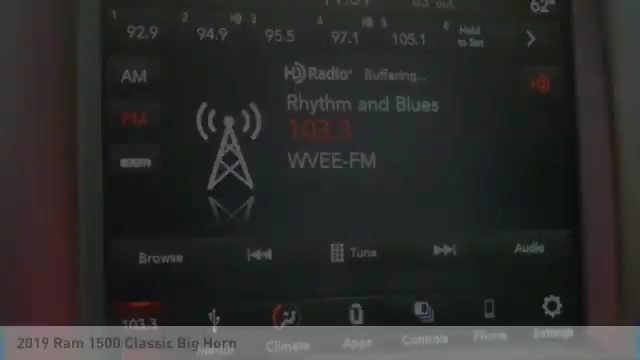 1 2 3 4 5 6
92.9 94.9 95.5 97.1 105.1 Hold to Set
62°
AM
HD Radio Buffering...
FM
Rhythm and Blues
103.3
WVEE-FM
Browse Tune Audio
103.3 Climate Apps Controls Phone Settings
2019 Ram 1500 Classic Big Horn